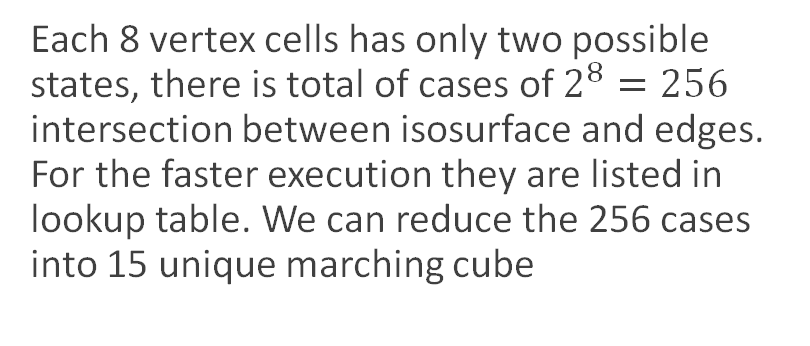 Each 8 vertex cells has only two possible
states, there is total of cases of 2⁸ = 256
intersection between isosurface and edges.
For the faster execution they are listed in
lookup table. We can reduce the 256 cases
into 15 unique marching cube